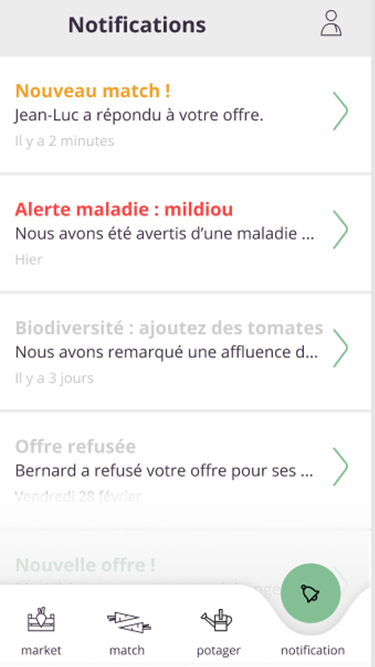 Notifications
Nouveau match !
Jean-Luc a répondu à votre offre.
Il y a 2 minutes
Alerte maladie : mildiou
Nous avons été avertis d’une maladie ...
Hier
Biodiversité : ajoutez des tomates
Nous avons remarqué une affluence d...
Il y a 3 jours
Offre refusée
Bernard a refusé votre offre pour ses ...
Vendredi 28 février
Nouvelle offre !
market
match
potager
notification